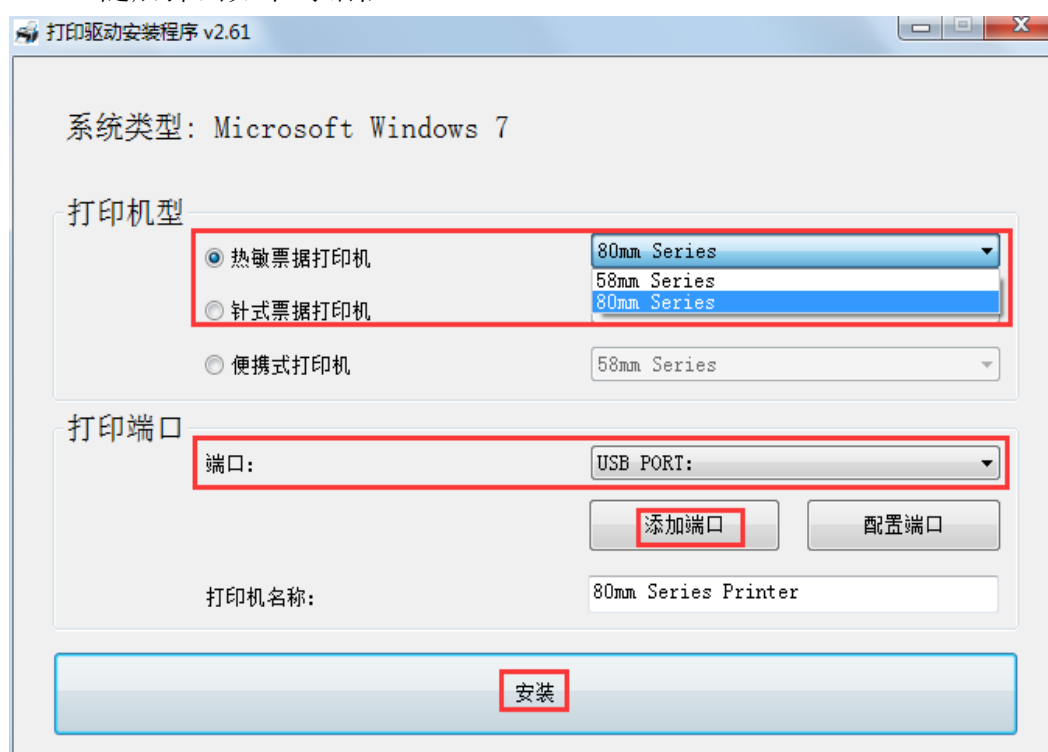 打印驱动安装程序 v2.61
系统类型: Microsoft Windows 7
打印机型
热敏票据打印机 80mm Series
58mm Series
80mm Series
针式票据打印机
便携式打印机 58mm Series
打印端口
端口: USB PORT:
添加端口 配置端口
打印机名称: 80mm Series Printer
安装